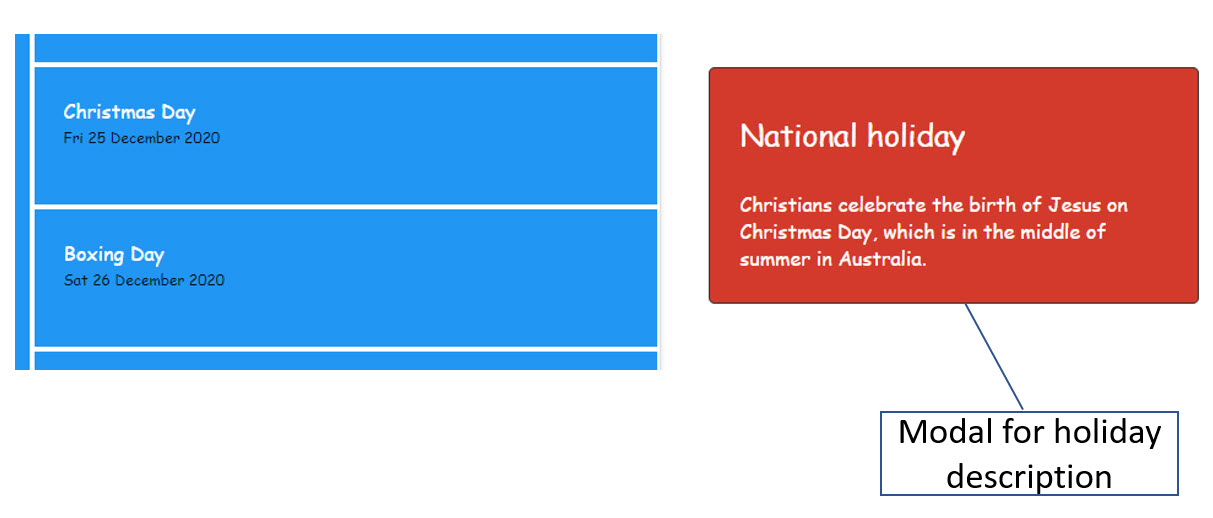 Christmas Day
Fri 25 December 2020
Boxing Day
Sat 26 December 2020
National holiday
Christians celebrate the birth of Jesus on
Christmas Day, which is in the middle of
summer in Australia.
Modal for holiday
description